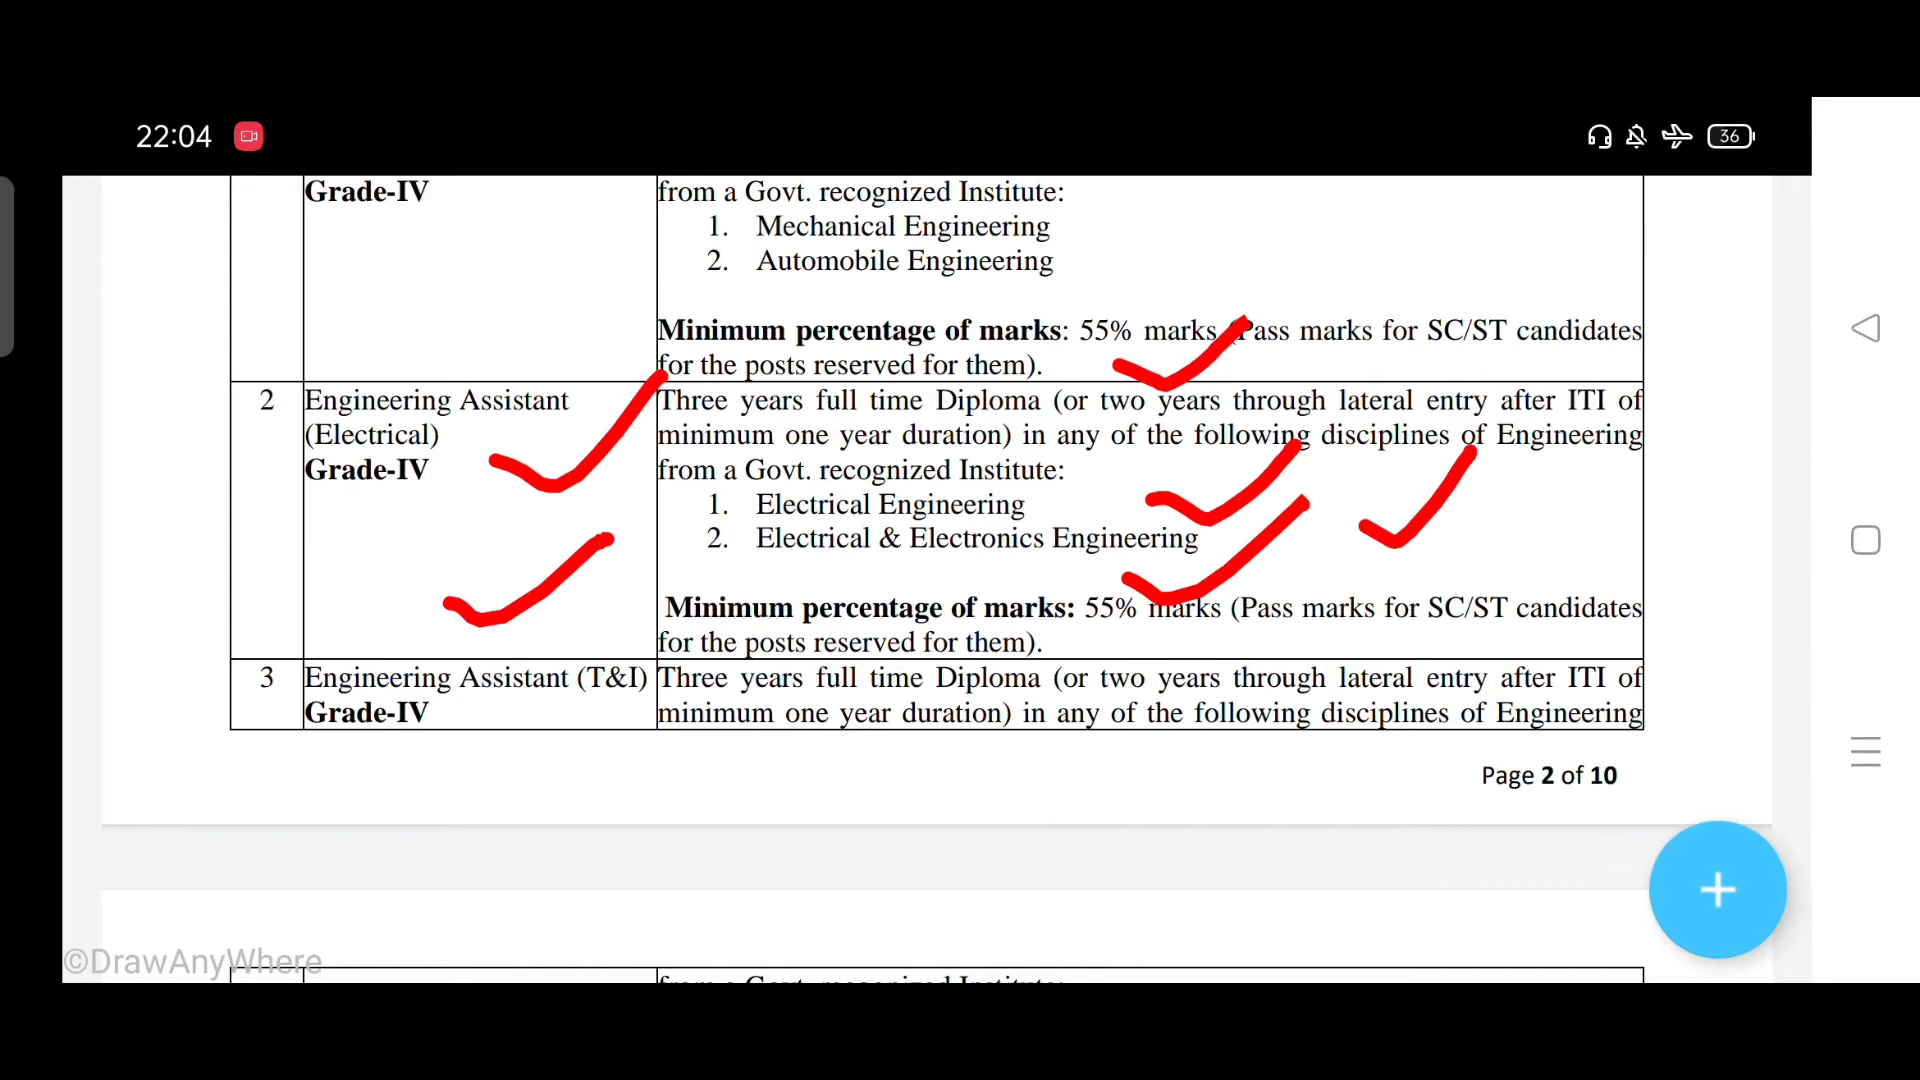 22:04
36
Grade-IV
from a Govt. recognized Institute:
1. Mechanical Engineering
2. Automobile Engineering
Minimum percentage of marks: 55% marks (Pass marks for SC/ST candidates
for the posts reserved for them).
2
Engineering Assistant
(Electrical)
Grade-IV
Three years full time Diploma (or two years through lateral entry after ITI of
minimum one year duration) in any of the following disciplines of Engineering
from a Govt. recognized Institute:
1. Electrical Engineering
2. Electrical & Electronics Engineering
Minimum percentage of marks: 55% marks (Pass marks for SC/ST candidates
for the posts reserved for them).
3
Engineering Assistant (T&I)
Grade-IV
Three years full time Diploma (or two years through lateral entry after ITI of
minimum one year duration) in any of the following disciplines of Engineering
Page 2 of 10
©DrawAnyWhere